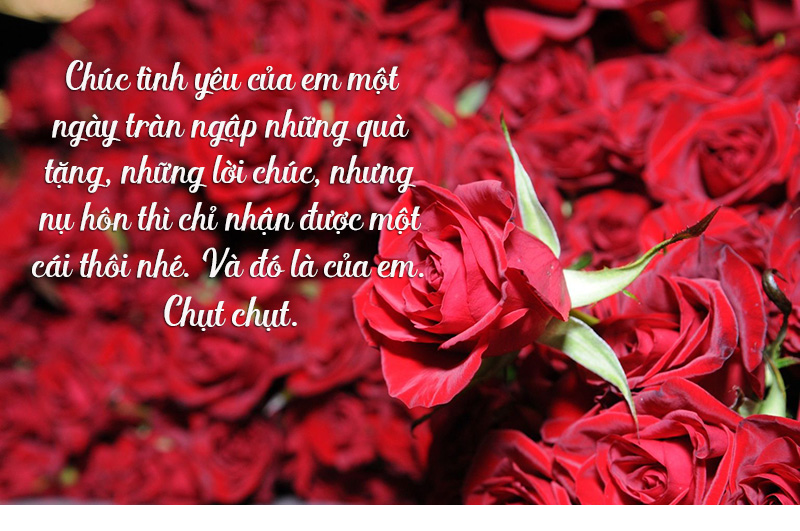 Chúc tình yêu của em một
ngày tràn ngập những quà
tặng, những lời chúc, nhưng
nụ hôn thì chỉ nhận được một
cái thôi nhé. Và đó là của em.
Chụt chụt.